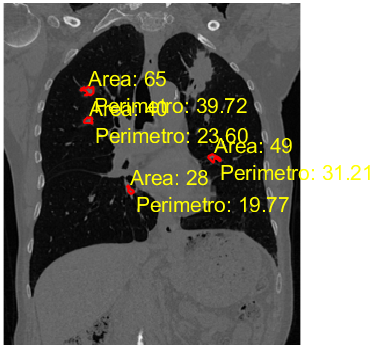 Area: 65
Perimetro: 39.72
Area: 40
Perimetro: 23.60
Area: 49
Perimetro: 31.21
Area: 28
Perimetro: 19.77